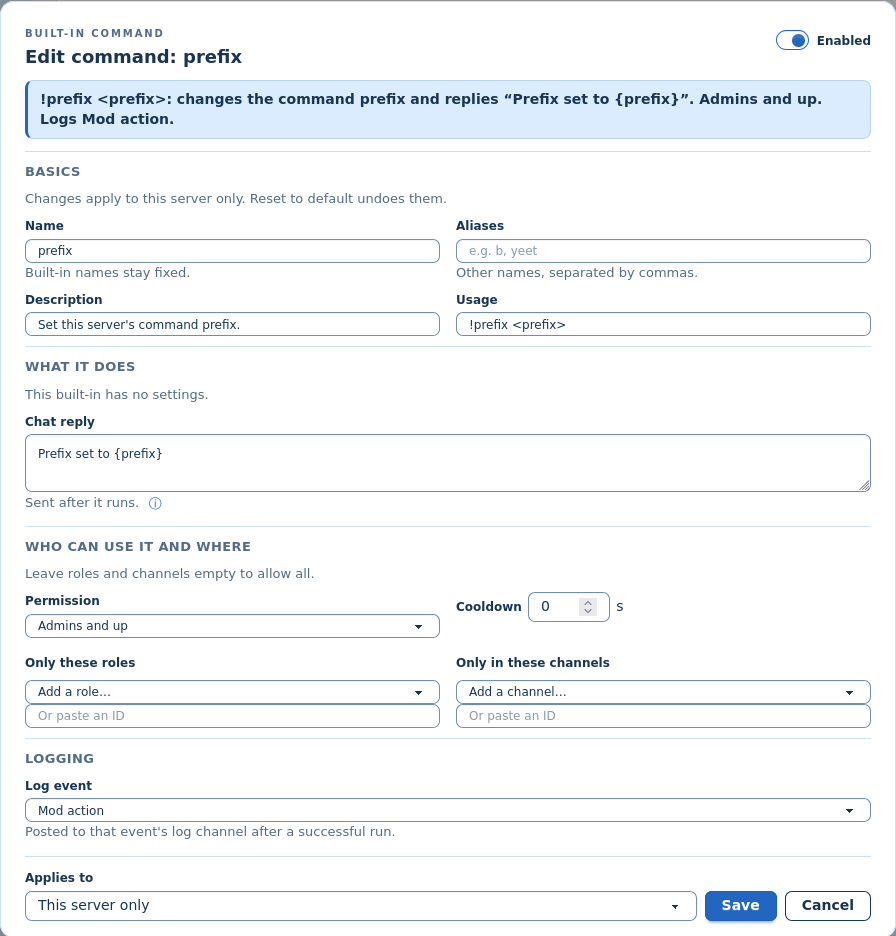 BUILT-IN COMMAND
Edit command: prefix
Enabled
!prefix <prefix>: changes the command prefix and replies “Prefix set to {prefix}”. Admins and up.
Logs Mod action.
BASICS
Changes apply to this server only. Reset to default undoes them.
Name
Aliases
prefix
e.g. b, yeet
Built-in names stay fixed.
Other names, separated by commas.
Description
Usage
Set this server's command prefix.
!prefix <prefix>
WHAT IT DOES
This built-in has no settings.
Chat reply
Prefix set to {prefix}
Sent after it runs. ⓘ
WHO CAN USE IT AND WHERE
Leave roles and channels empty to allow all.
Permission
Cooldown 0 s
Admins and up
Only these roles
Only in these channels
Add a role...
Add a channel...
Or paste an ID
Or paste an ID
LOGGING
Log event
Mod action
Posted to that event's log channel after a successful run.
Applies to
This server only
Save
Cancel